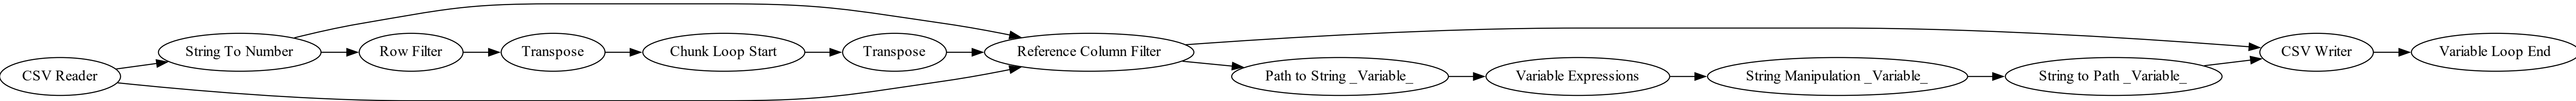 CSV Reader
String To Number
Row Filter
Transpose
Chunk Loop Start
Transpose
Reference Column Filter
Path to String _Variable_
Variable Expressions
String Manipulation _Variable_
String to Path _Variable_
CSV Writer
Variable Loop End